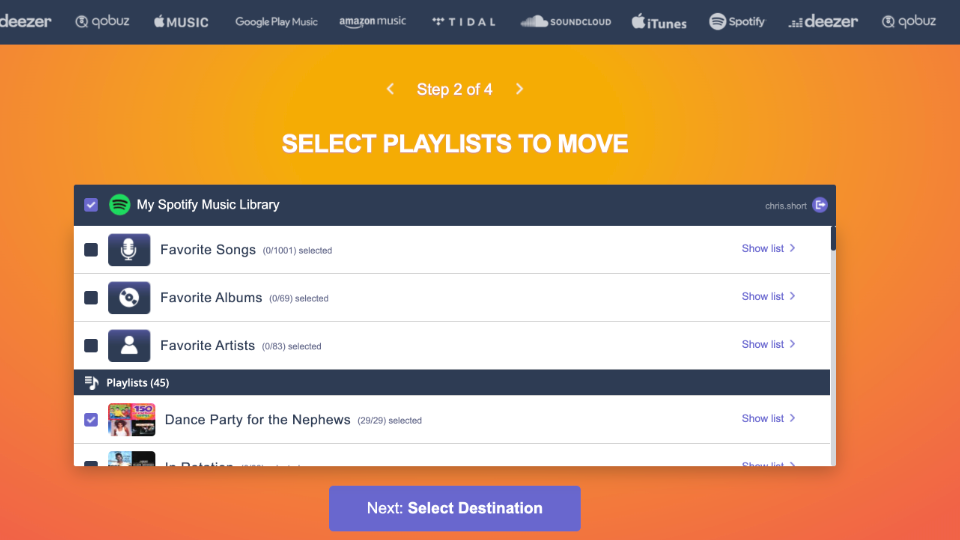 deezer qobuz MUSIC Google Play Music amazon music TIDAL SOUNDCLOUD iTunes Spotify deezer qobuz
Step 2 of 4
SELECT PLAYLISTS TO MOVE
My Spotify Music Library chris.short
Favorite Songs (0/1001) selected Show list
Favorite Albums (0/69) selected Show list
Favorite Artists (0/83) selected Show list
Playlists (45)
150
Dance Party for the Nephews (29/29) selected Show list
In Rotation Show list
Next: Select Destination